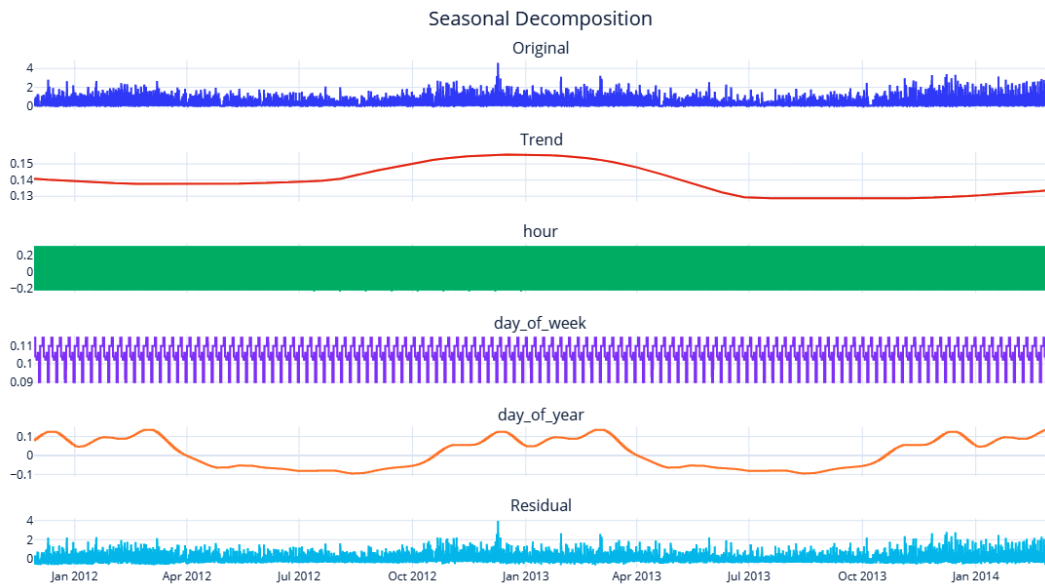 Seasonal Decomposition
Original
4
2
0
Trend
0.15
0.14
0.13
hour
0.2
0
−0.2
day_of_week
0.11
0.1
0.09
day_of_year
0.1
0
−0.1
Residual
4
2
0
Jan 2012 Apr 2012 Jul 2012 Oct 2012 Jan 2013 Apr 2013 Jul 2013 Oct 2013 Jan 2014